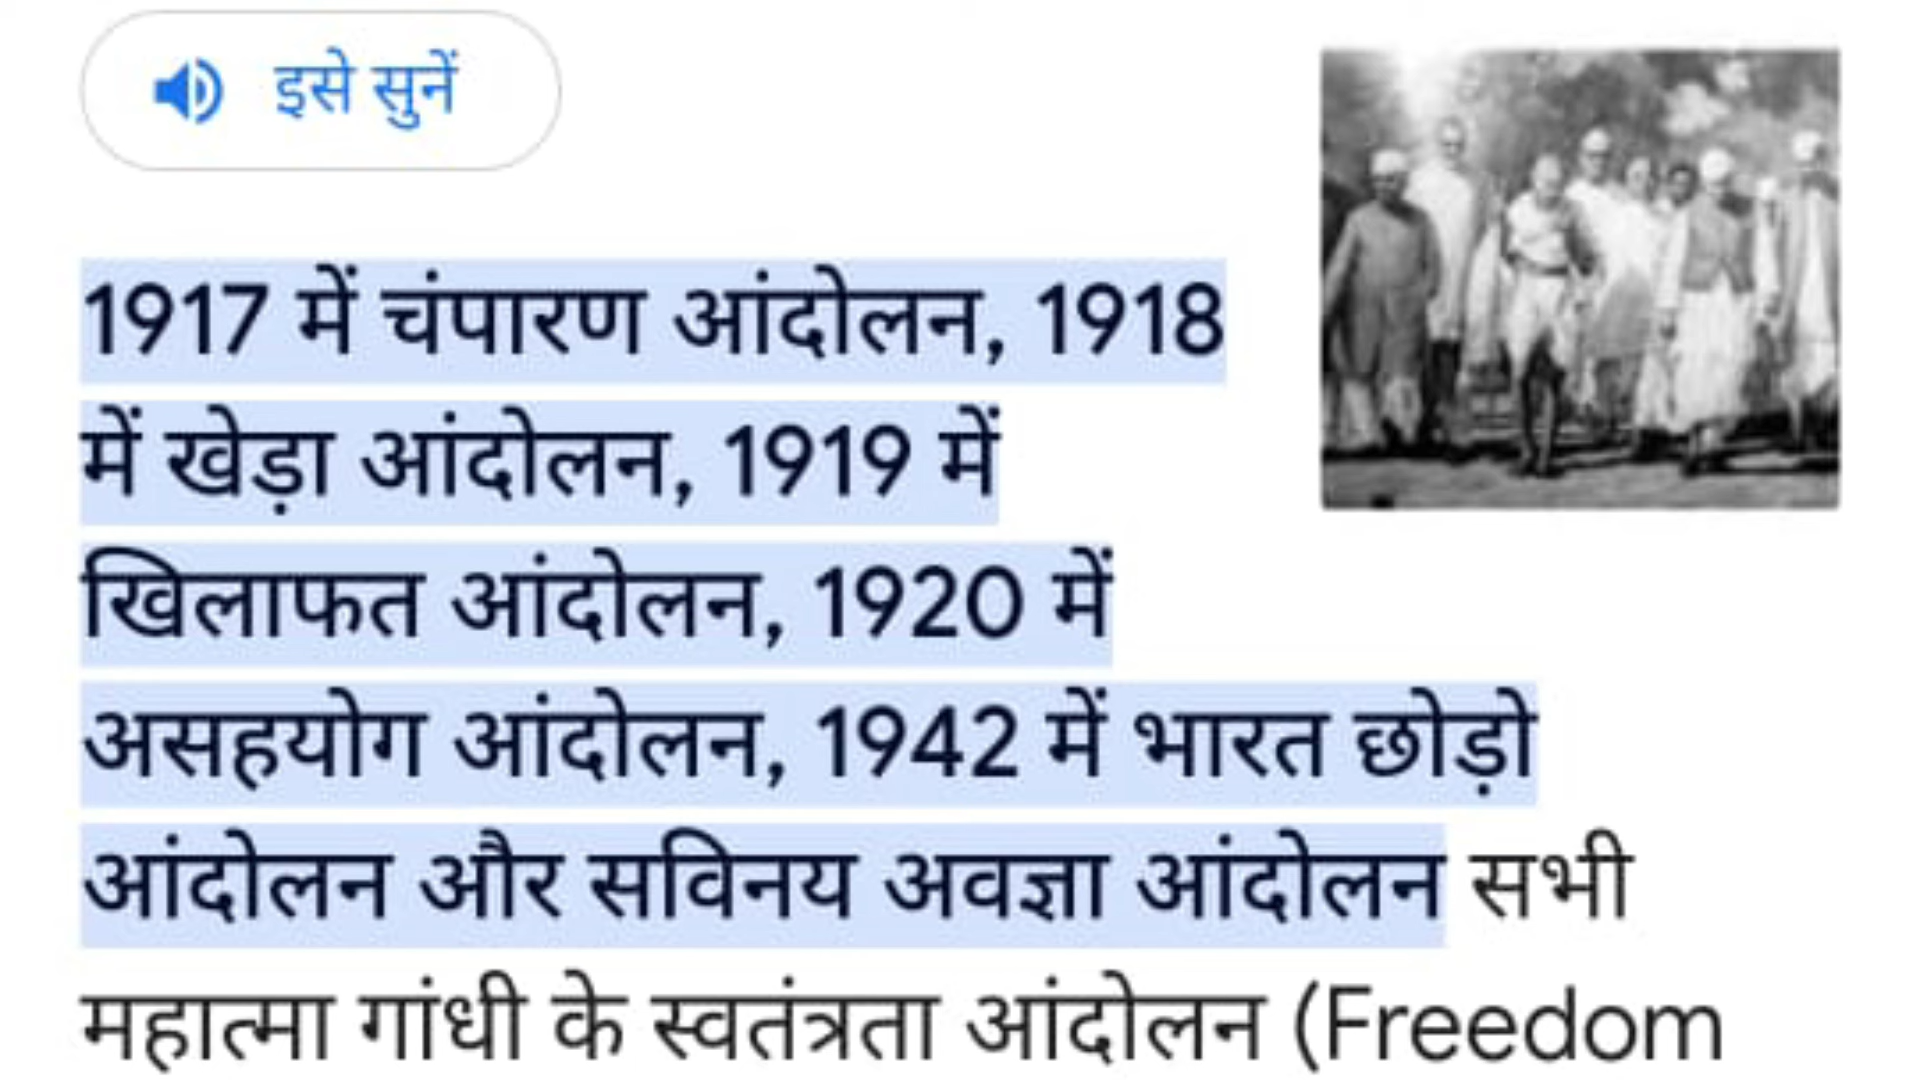 इसे सुनें
1917 में चंपारण आंदोलन, 1918
में खेड़ा आंदोलन, 1919 में
खिलाफत आंदोलन, 1920 में
असहयोग आंदोलन, 1942 में भारत छोड़ो
आंदोलन और सविनय अवज्ञा आंदोलन सभी
महात्मा गांधी के स्वतंत्रता आंदोलन (Freedom